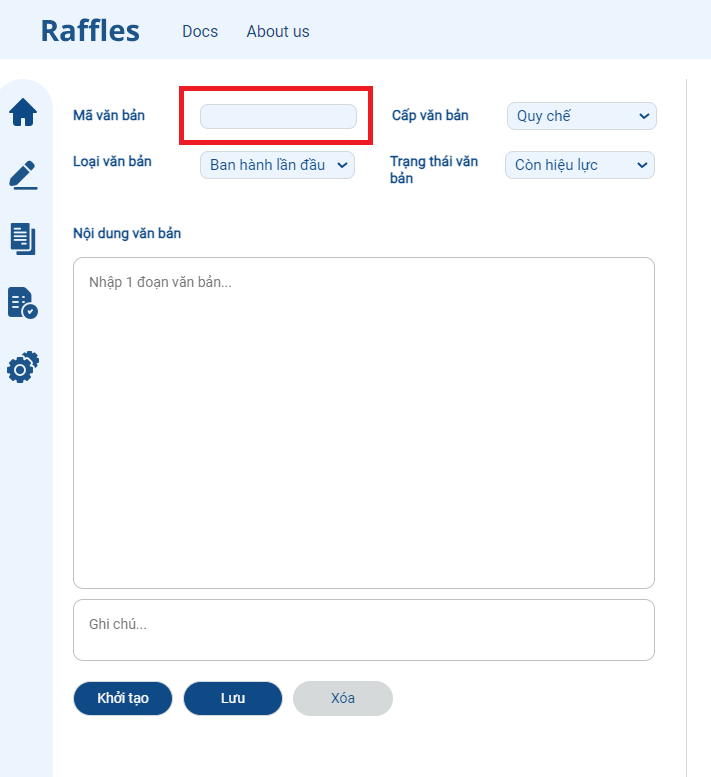 Raffles Docs About us
Mã văn bản Cấp văn bản Quy chế
Loại văn bản Ban hành lần đầu Trạng thái văn bản Còn hiệu lực
Nội dung văn bản
Nhập 1 đoạn văn bản...
Ghi chú...
Khởi tạo Lưu Xóa